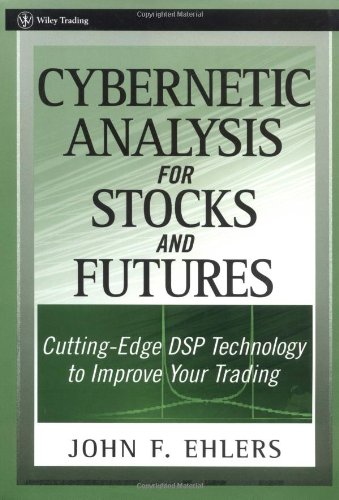 Wiley Trading
CYBERNETIC
ANALYSIS
FOR
STOCKS
AND
FUTURES
Cutting-Edge DSP Technology
to Improve Your Trading
JOHN F. EHLERS